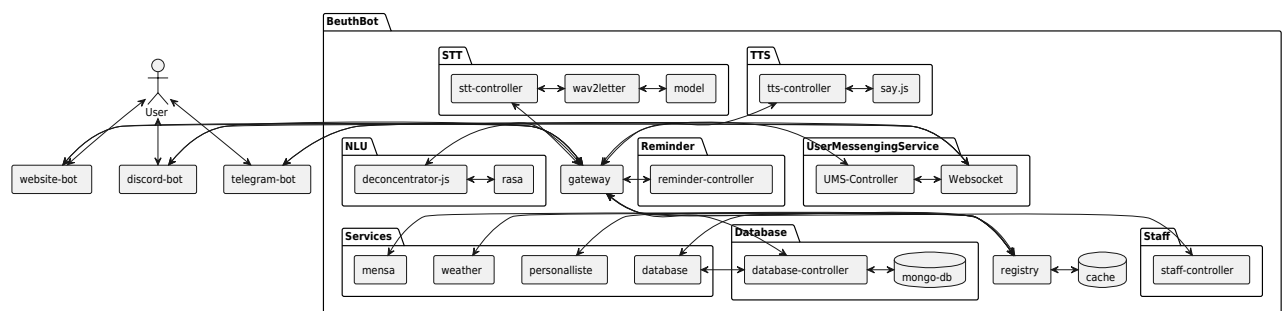 BeuthBot
STT
TTS
stt-controller
wav2letter
model
tts-controller
say.js
User
NLU
Reminder
UserMessengingService
website-bot
discord-bot
telegram-bot
deconcentrator-js
rasa
gateway
reminder-controller
UMS-Controller
Websocket
Services
Database
Staff
mensa
weather
personalliste
database
database-controller
mongo-db
registry
cache
staff-controller